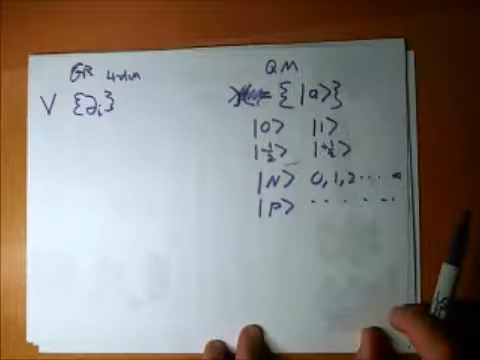 GR 4dim
QM
V {∂i}
= {|a>}
|0> |1>
|-½> |+½>
|N> 0, 1, 2 ..... ∞
|P> ......